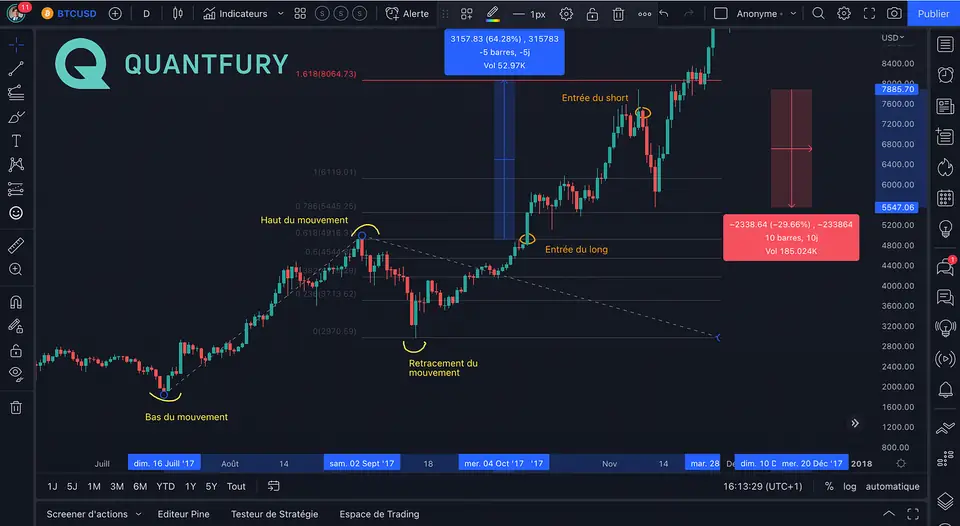 11
BTCUSD
D
Indicateurs
S
S
S
Alerte
1px
Anonyme
Publier
QUANTFURY
3157.83 (64.28%) , 315783
-5 barres, -5j
Vol 52.97K
USD
8400.00
1.618(8064.73)
7885.70
Entrée du short
7600.00
7200.00
6800.00
6400.00
1(6119.01)
6000.00
0.786(5445.25)
5547.06
Haut du mouvement
5200.00
−2338.64 (−29.66%) , −233864
10 barres, 10j
Vol 185.024K
Entrée du long
4800.00
4400.00
4000.00
3600.00
0(2970.69)
3200.00
2800.00
Retracement du
mouvement
2400.00
2000.00
Bas du mouvement
1600.00
1200.00
800.00
Juill
dim. 16 Juill '17
Août
14
sam. 02 Sept '17
18
mer. 04 Oct '17
'17
Nov
14
mar. 28
dim. 10 D
mer. 20 Déc '17
2018
1J 5J 1M 3M 6M YTD 1Y 5Y Tout
16:13:29 (UTC+1)
% log automatique
Screener d'actions
Editeur Pine
Testeur de Stratégie
Espace de Trading